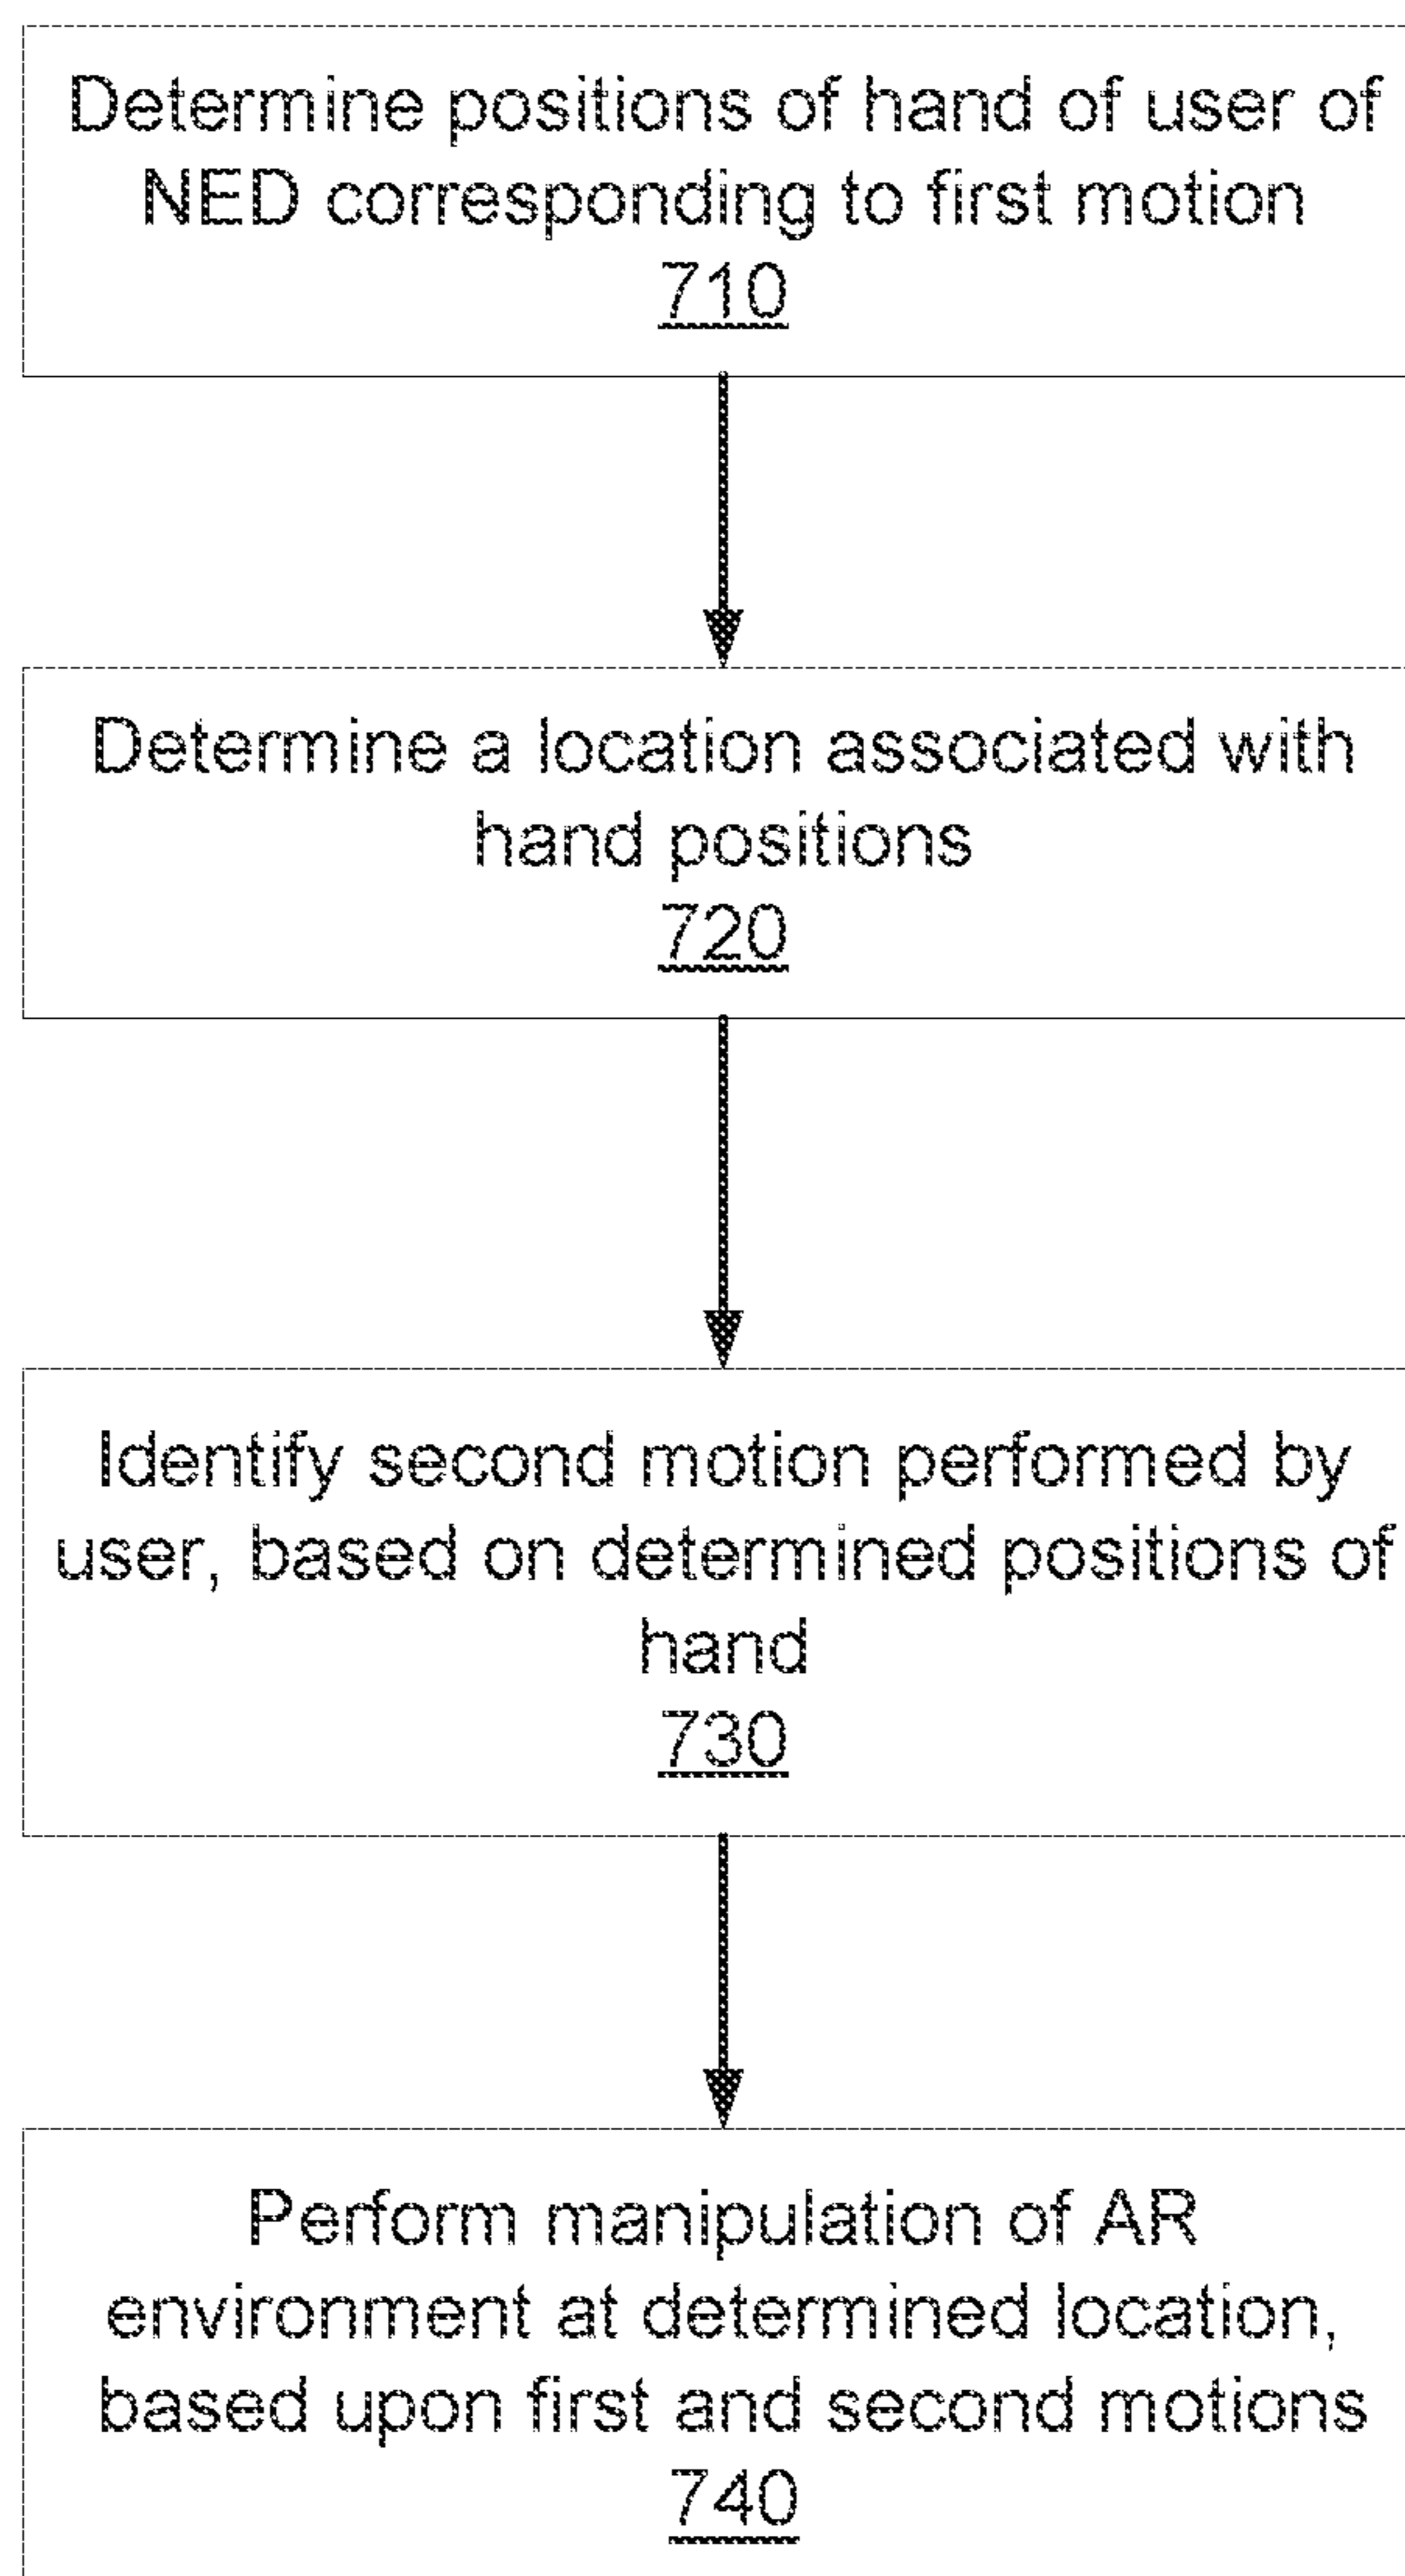 Determine positions of hand of user of
NED corresponding to first motion
710
Determine a location associated with
hand positions
720
Identify second motion performed by
user, based on determined positions of
hand
730
Perform manipulation of AR
environment at determined location,
based upon first and second motions
740